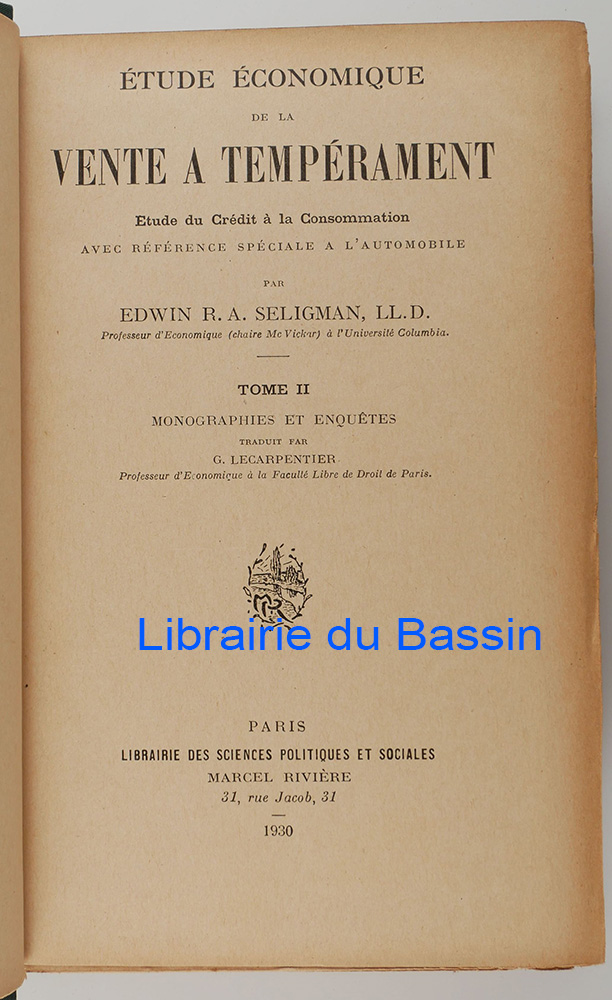 ÉTUDE ÉCONOMIQUE
DE LA
VENTE A TEMPÉRAMENT
Etude du Crédit à la Consommation
AVEC RÉFÉRENCE SPÉCIALE A L'AUTOMOBILE
PAR
EDWIN R. A. SELIGMAN, LL. D.
Professeur d'Economique (chaire Mc Vickar) à l'Université Columbia.
TOME II
MONOGRAPHIES ET ENQUÊTES
TRADUIT PAR
G. LECARPENTIER
Professeur d'Economique à la Faculté Libre de Droit de Paris.
MR
Librairie du Bassin
PARIS
LIBRAIRIE DES SCIENCES POLITIQUES ET SOCIALES
MARCEL RIVIÈRE
31, rue Jacob, 31
1930